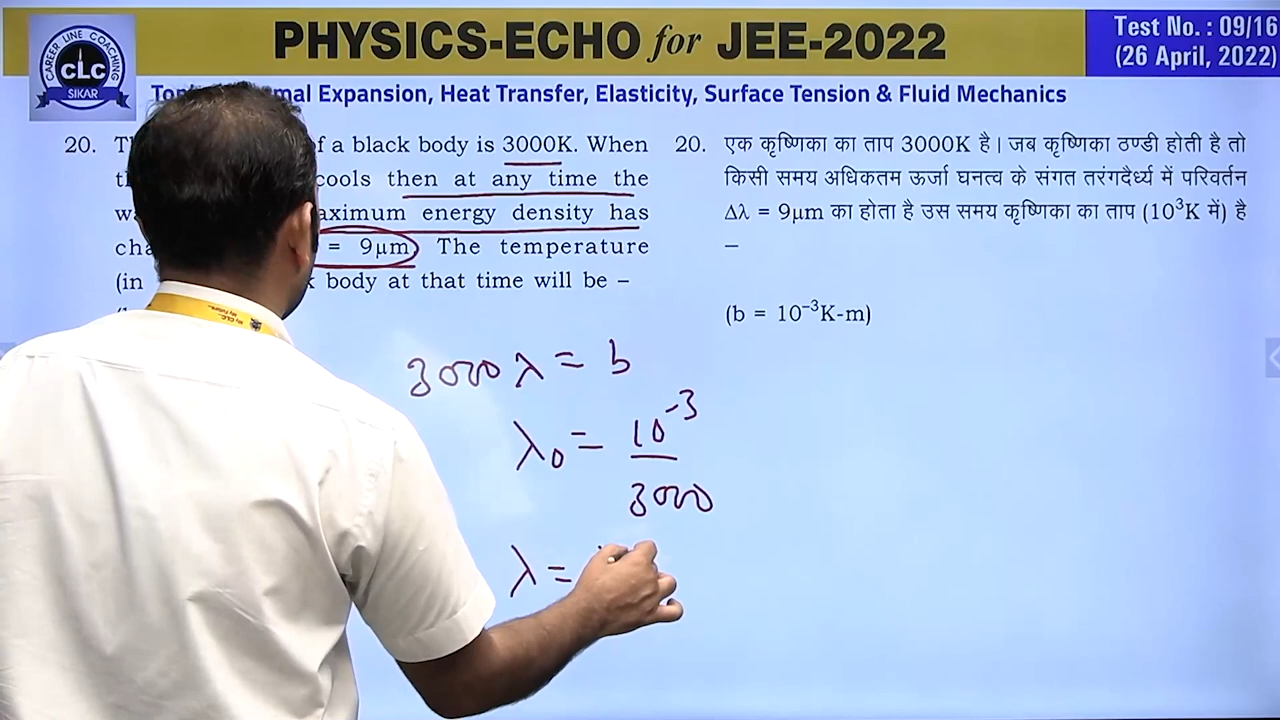 PHYSICS-ECHO for JEE-2022
Test No. : 09/16
(26 April, 2022)
CAREER LINE COACHING
CLC
SIKAR
Expansion, Heat Transfer, Elasticity, Surface Tension & Fluid Mechanics
20. of a black body is 3000K. When
cools then at any time the
maximum energy density has
= 9μm. The temperature
(in body at that time will be –
20. एक कृष्णिका का ताप 3000K है। जब कृष्णिका ठण्डी होती है तो
किसी समय अधिकतम ऊर्जा घनत्व के संगत तरंगदैर्ध्य में परिवर्तन
Δλ = 9μm का होता है उस समय कृष्णिका का ताप (10³K में) है
–
(b = 10⁻³K-m)
3000 λ = b
λ₀ = 10⁻³
3000
λ =